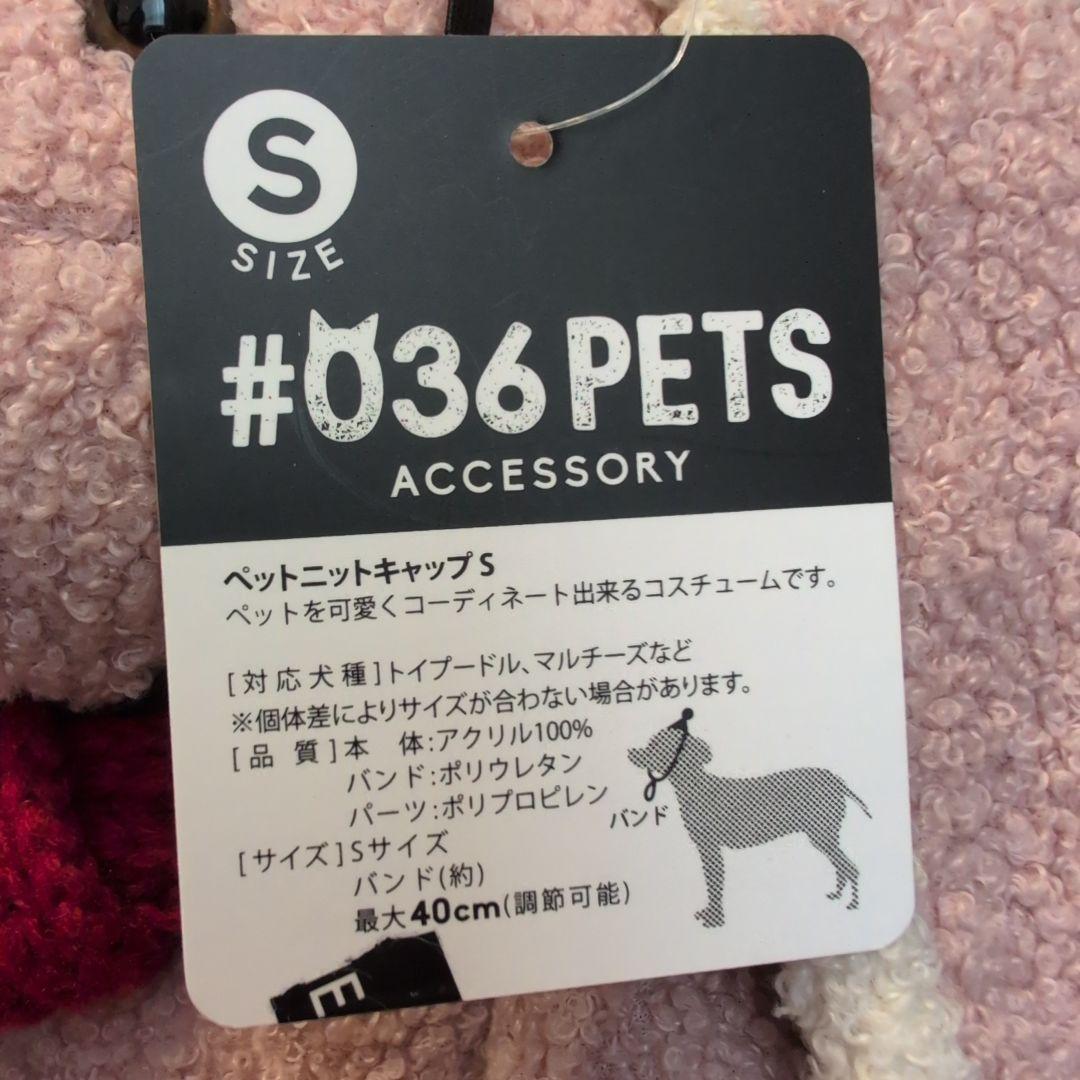 S
SIZE
#036 PETS
ACCESSORY
ペットニットキャップ S
ペットを可愛くコーディネート出来るコスチュームです。
[対応犬種]トイプードル、マルチーズなど
※個体差によりサイズが合わない場合があります。
[品 質]本 体:アクリル100%
バンド:ポリウレタン
パーツ:ポリプロピレン
バンド
[サイズ]Sサイズ
バンド(約)
最大40cm(調節可能)
E